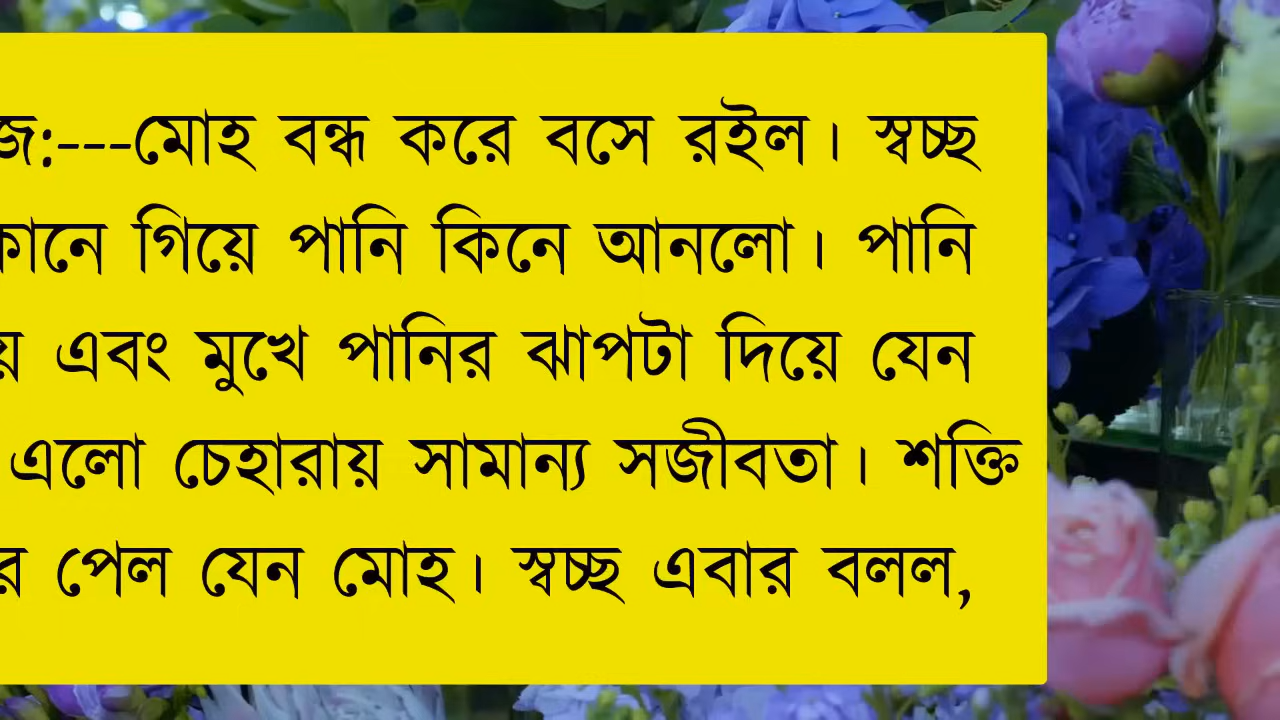 জ:---মোহ বন্ধ করে বসে রইল। স্বচ্ছ
কানে গিয়ে পানি কিনে আনলো। পানি
য় এবং মুখে পানির ঝাপটা দিয়ে যেন
এলো চেহারায় সামান্য সজীবতা। শক্তি
র পেল যেন মোহ। স্বচ্ছ এবার বলল,